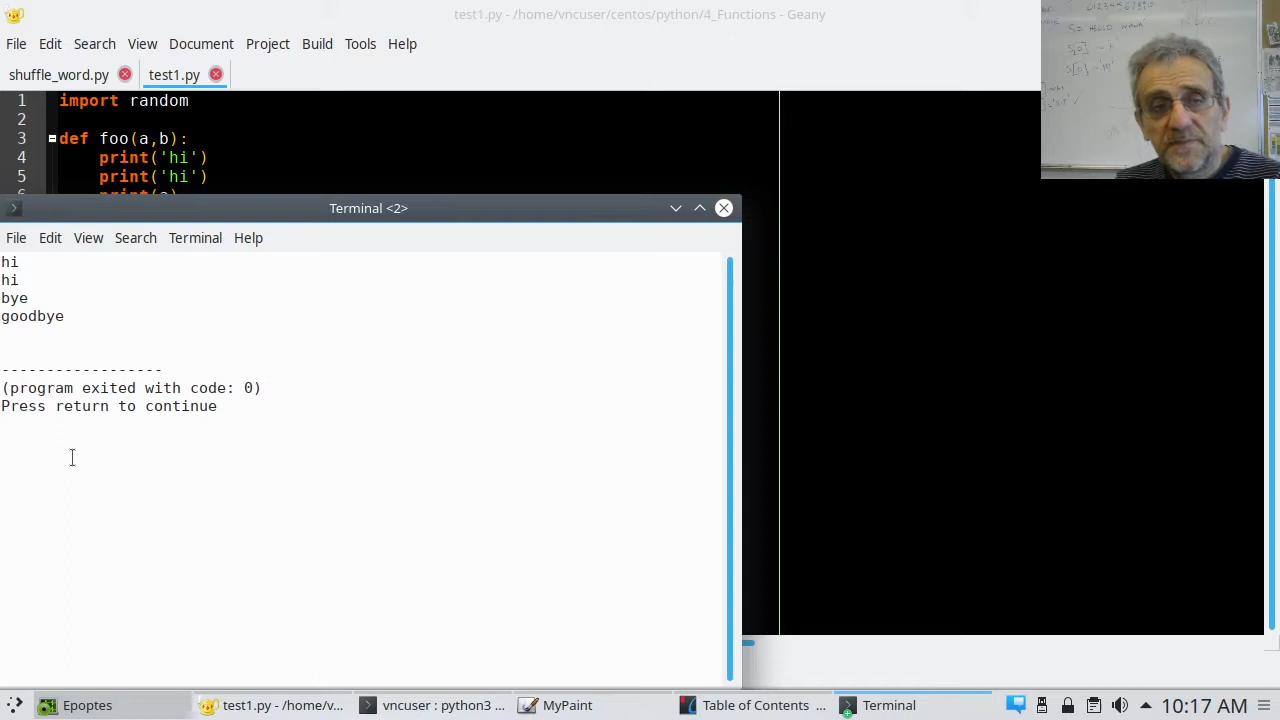 test1.py - /home/vncuser/centos/python/4_Functions - Geany
File Edit Search View Document Project Build Tools Help
shuffle_word.py test1.py
1 import random
2
3 def foo(a,b):
4 print('hi')
5 print('hi')
Terminal <2>
File Edit View Search Terminal Help
hi
hi
bye
goodbye
------------------
(program exited with code: 0)
Press return to continue
Epoptes test1.py - /home/v... vncuser : python3 ... Mypaint Table of Contents ... Terminal 10:17 AM